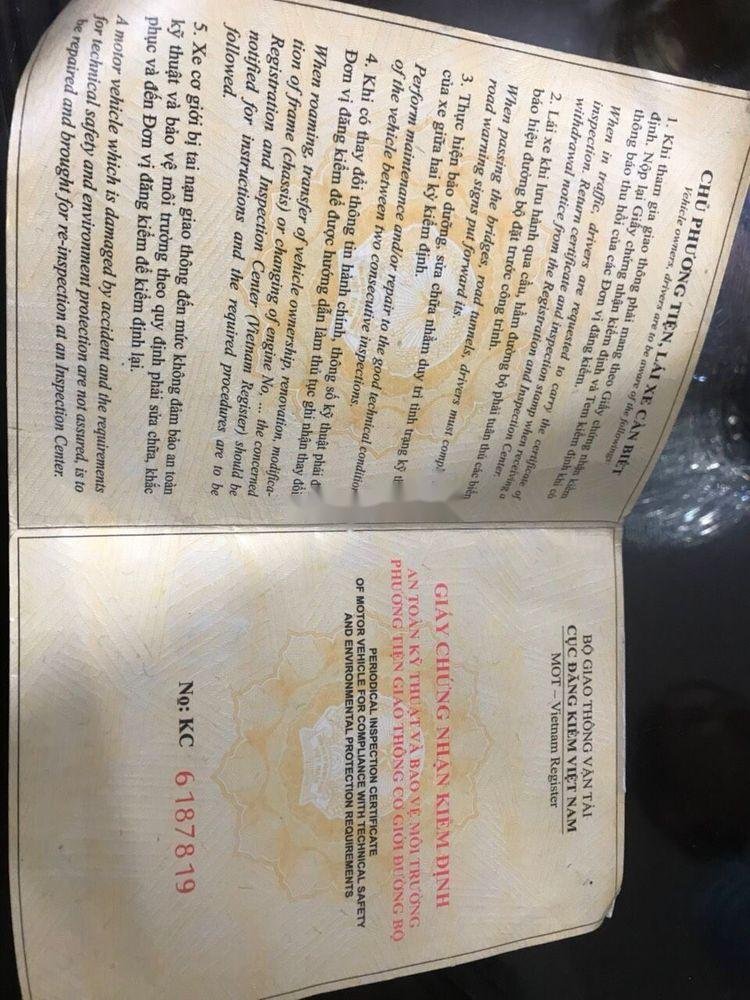 CHỦ PHƯƠNG TIỆN, LÁI XE CẦN BIẾT
Vehicle owners, drivers are to be aware of the followings
1. Khi tham gia giao thông phải mang theo Giấy chứng nhận kiểm
định. Nộp lại Giấy chứng nhận kiểm định và Tem kiểm định khi có
thông báo thu hồi của các Đơn vị đăng kiểm.
When in traffic, drivers are requested to carry the certificate of
inspection. Return certificate and inspection stamp when receiving a
withdrawal notice from the Registration and Inspection Center.
2. Lái xe khi lưu hành qua cầu, hầm đường bộ phải tuân thủ các biển
báo hiệu đường bộ đặt trước công trình.
When passing the bridges, road tunnels, drivers must
road warning signs put forward its.
3. Thực hiện bảo dưỡng, sửa chữa nhằm duy trì tình trạng kỹ
của xe giữa hai kỳ kiểm định.
Perform maintenance and/or repair to the good technical condition
of the vehicle between two consecutive inspections.
4. Khi có thay đổi thông tin hành chính, thông số kỹ thuật phải
Đơn vị đăng kiểm để được hướng dẫn làm thủ tục ghi nhận thay đổi
When roaming, transfer of vehicle ownership, renovation, modifica-
tion of frame (chassis) or changing of engine No, ... the concerned
Registration and Inspection Center (Vietnam Register) should be
notified for instructions and the required procedures are to be
followed.
5. Xe cơ giới bị tai nạn giao thông đến mức không đảm bảo an toàn
kỹ thuật và bảo vệ môi trường theo quy định phải sửa chữa, khắc
phục và đến Đơn vị đăng kiểm để kiểm định lại.
A motor vehicle which is damaged by accident and the requirements
for technical safety and environment protection are not assured, is to
be repaired and brought for re-inspection at an Inspection Center.
BỘ GIAO THÔNG VẬN TẢI
CỤC ĐĂNG KIỂM VIỆT NAM
MOT – Vietnam Register
GIẤY CHỨNG NHẬN KIỂM ĐỊNH
AN TOÀN KỸ THUẬT VÀ BẢO VỆ MÔI TRƯỜNG
PHƯƠNG TIỆN GIAO THÔNG CƠ GIỚI ĐƯỜNG BỘ
PERIODICAL INSPECTION CERTIFICATE
OF MOTOR VEHICLE FOR COMPLIANCE WITH TECHNICAL SAFETY
AND ENVIRONMENTAL PROTECTION REQUIREMENTS
No: KC 6187819